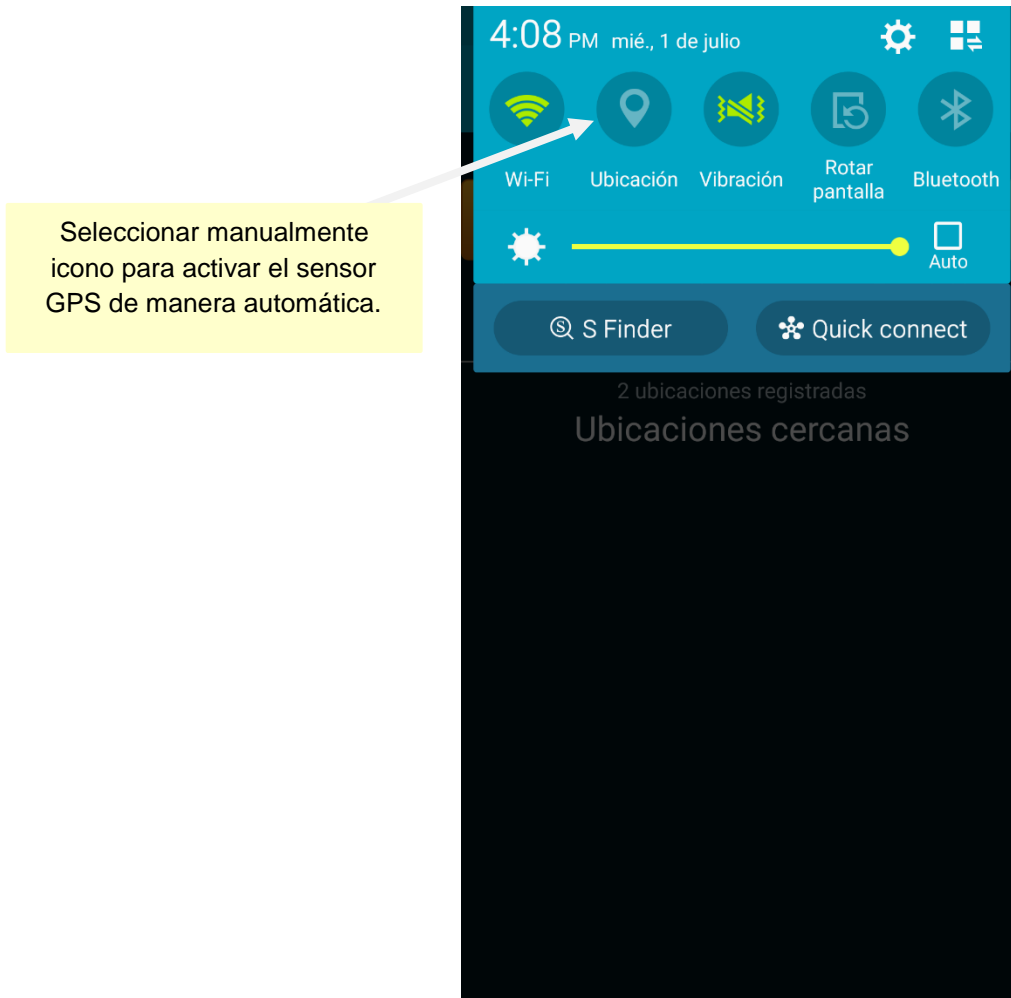 4:08 PM mié., 1 de julio
Wi-Fi
Ubicación
Vibración
Rotar
pantalla
Bluetooth
Auto
Seleccionar manualmente
icono para activar el sensor
GPS de manera automática.
S Finder
Quick connect
2 ubicaciones registradas
Ubicaciones cercanas